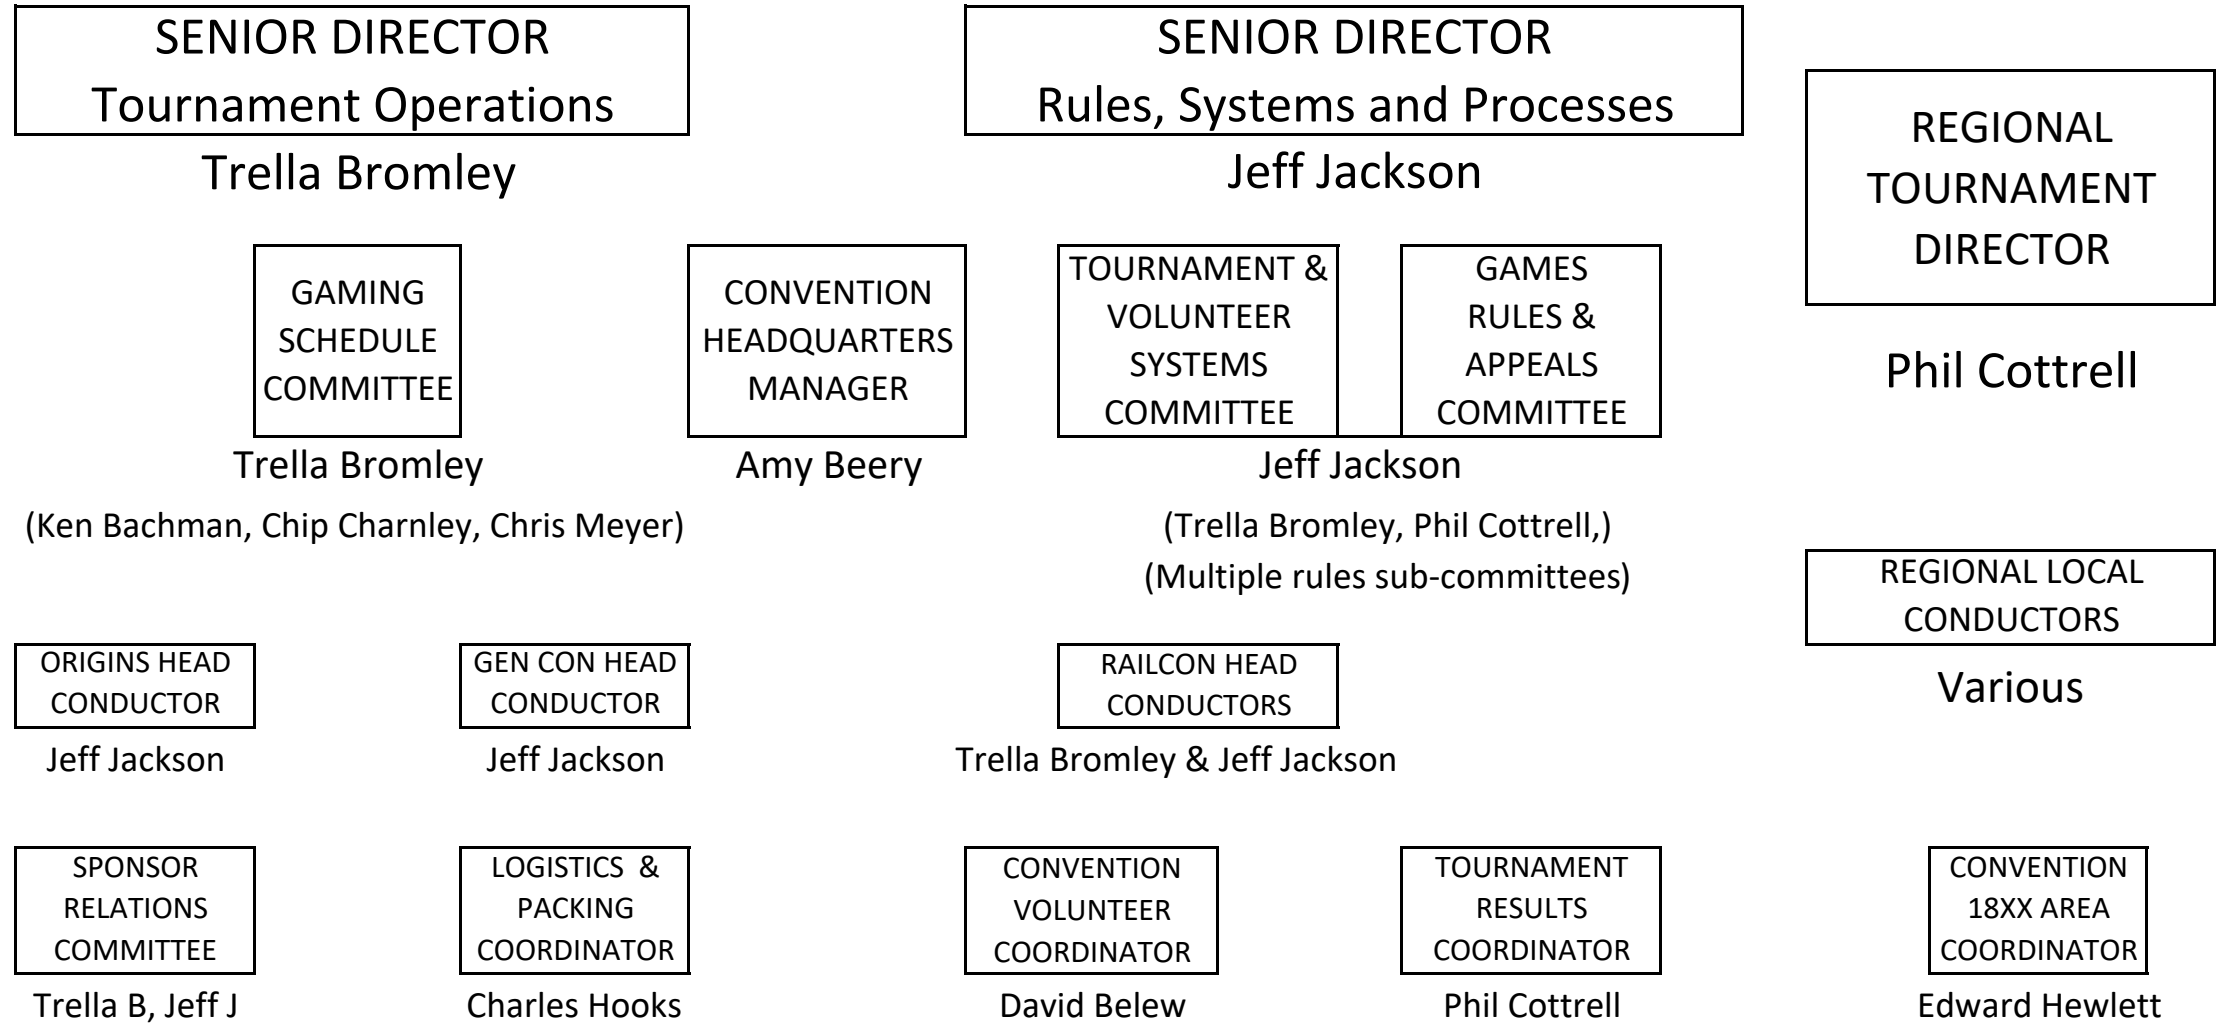 SENIOR DIRECTOR
Tournament Operations
Trella Bromley
SENIOR DIRECTOR
Rules, Systems and Processes
Jeff Jackson
REGIONAL
TOURNAMENT
DIRECTOR
Phil Cottrell
GAMING
SCHEDULE
COMMITTEE
Trella Bromley
(Ken Bachman, Chip Charnley, Chris Meyer)
CONVENTION
HEADQUARTERS
MANAGER
Amy Beery
TOURNAMENT &
VOLUNTEER
SYSTEMS
COMMITTEE
GAMES
RULES &
APPEALS
COMMITTEE
Jeff Jackson
(Trella Bromley, Phil Cottrell,)
(Multiple rules sub-committees)
REGIONAL LOCAL
CONDUCTORS
Various
ORIGINS HEAD
CONDUCTOR
Jeff Jackson
GEN CON HEAD
CONDUCTOR
Jeff Jackson
RAILCON HEAD
CONDUCTORS
Trella Bromley & Jeff Jackson
SPONSOR
RELATIONS
COMMITTEE
Trella B, Jeff J
LOGISTICS  &
PACKING
COORDINATOR
Charles Hooks
CONVENTION
VOLUNTEER
COORDINATOR
David Belew
TOURNAMENT
RESULTS
COORDINATOR
Phil Cottrell
CONVENTION
18XX AREA
COORDINATOR
Edward Hewlett